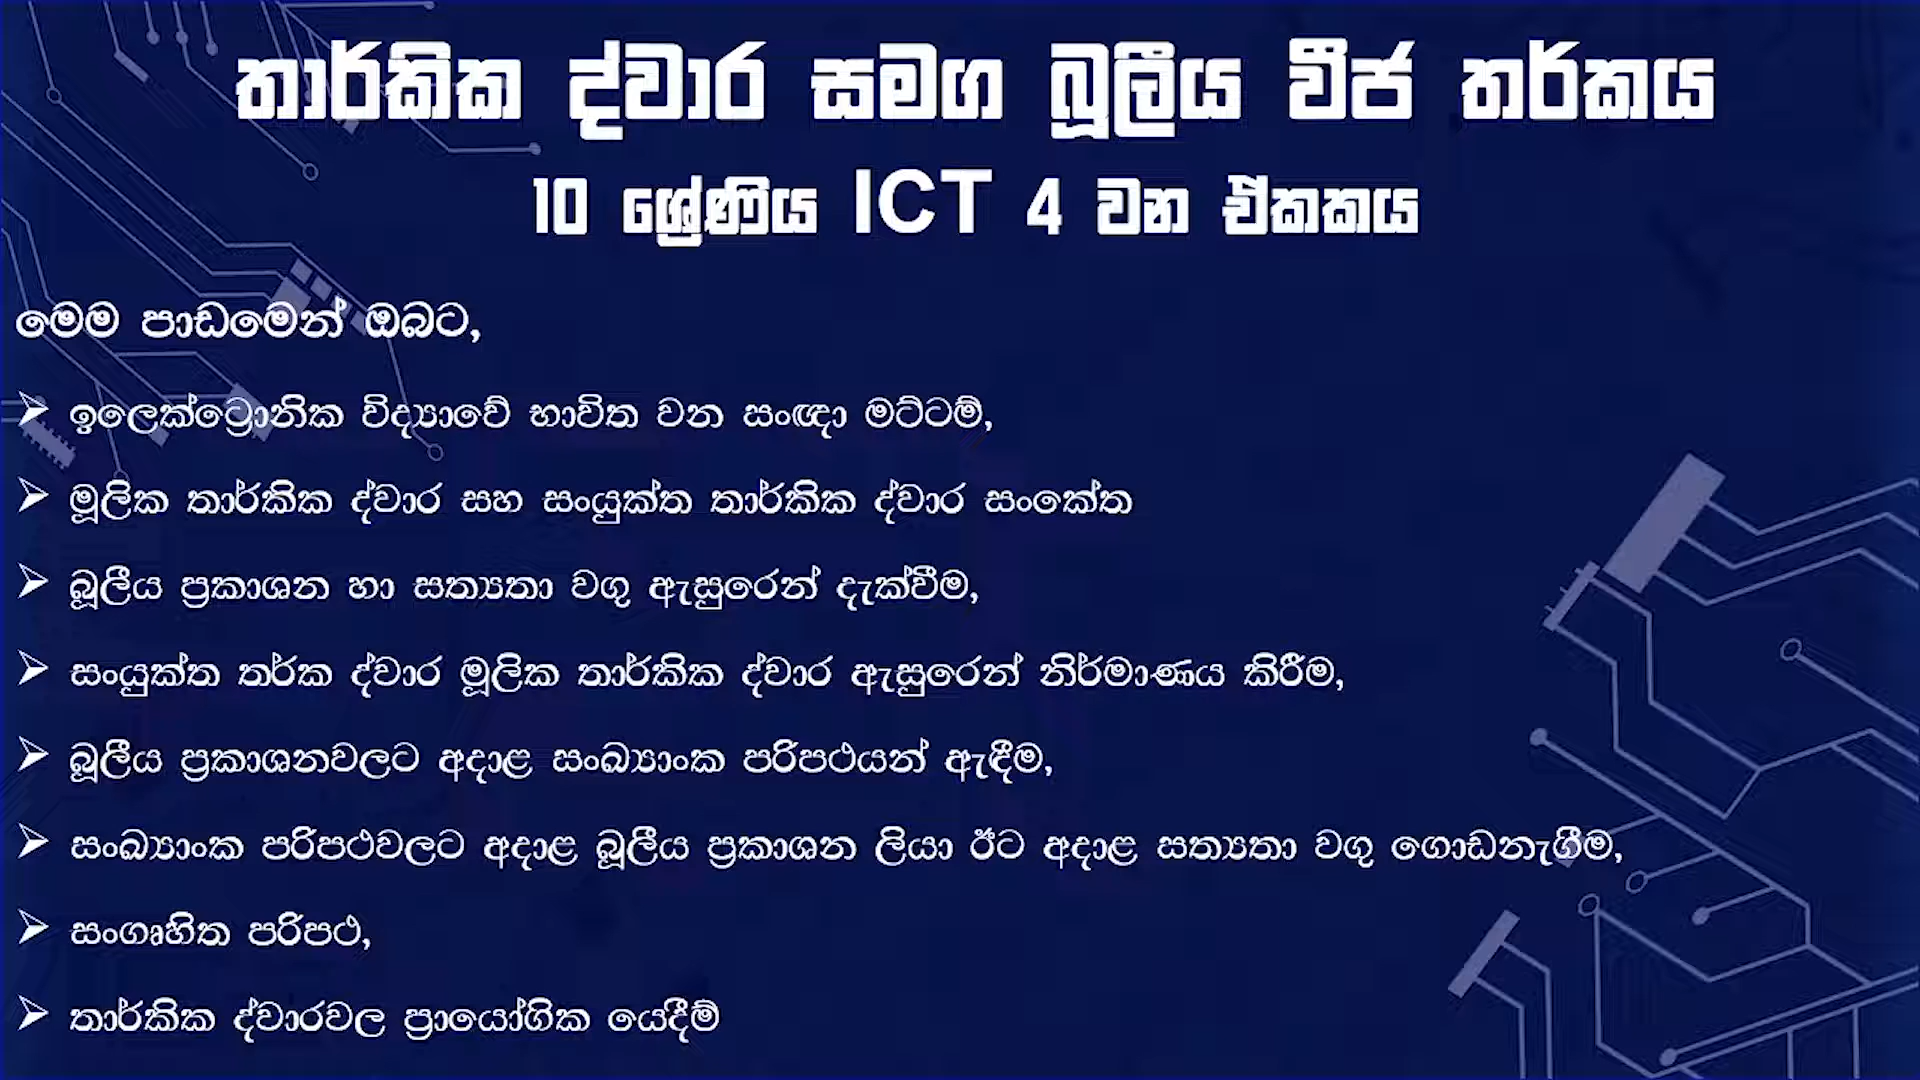 තාර්කික ද්වාර සමග බූලීය වීජ තර්කය
10 ශ්‍රේණිය ICT 4 වන ඒකකය
මෙම පාඩමෙන් ඔබට,
➢ ඉලෙක්ට්‍රොනික විද්‍යාවේ භාවිත වන සංඥා මට්ටම්,
➢ මූලික තාර්කික ද්වාර සහ සංයුක්ත තාර්කික ද්වාර සංකේත
➢ බූලීය ප්‍රකාශන හා සත්‍යතා වගු ඇසුරෙන් දැක්වීම,
➢ සංයුක්ත තර්ක ද්වාර මූලික තාර්කික ද්වාර ඇසුරෙන් නිර්මාණය කිරීම,
➢ බූලීය ප්‍රකාශනවලට අදාළ සංඛ්‍යාංක පරිපථයන් ඇඳීම,
➢ සංඛ්‍යාංක පරිපථවලට අදාළ බූලීය ප්‍රකාශන ලියා ඊට අදාළ සත්‍යතා වගු ගොඩනැගීම,
➢ සංගෘහිත පරිපථ,
➢ තාර්කික ද්වාරවල ප්‍රායෝගික යෙදීම්